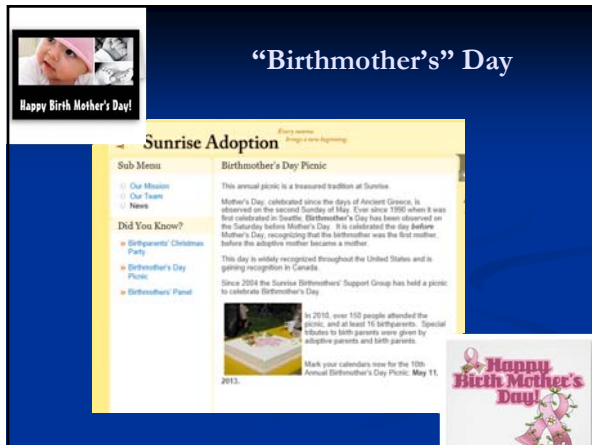 “Birthmother’s” Day
Happy Birth Mother's Day!
Sunrise Adoption
Every sunrise
brings a new beginning.
Sub Menu
Our Mission
Our Team
News
Did You Know?
» Birthparents' Christmas
Party
» Birthmother's Day
Picnic
» Birthmothers' Panel
Birthmother's Day Picnic
This annual picnic is a treasured tradition at Sunrise.
Mother's Day, celebrated since the days of Ancient Greece, is
observed on the second Sunday of May. Ever since 1990 when it was
first celebrated in Seattle, Birthmother's Day has been observed on
the Saturday before Mother's Day. It is celebrated the day before
Mother's Day, recognizing that the birthmother was the first mother,
before the adoptive mother became a mother.
This day is widely recognized throughout the United States and is
gaining recognition in Canada.
Since 2004 the Sunrise Birthmothers' Support Group has held a picnic
to celebrate Birthmother's Day.
In 2010, over 150 people attended the
picnic, and at least 16 birthparents. Special
tributes to birth parents were given by
adoptive parents and birth parents.
Mark your calendars now for the 10th
Annual Birthmother's Day Picnic: May 11,
2013.
Happy
Birth Mother's
Day!